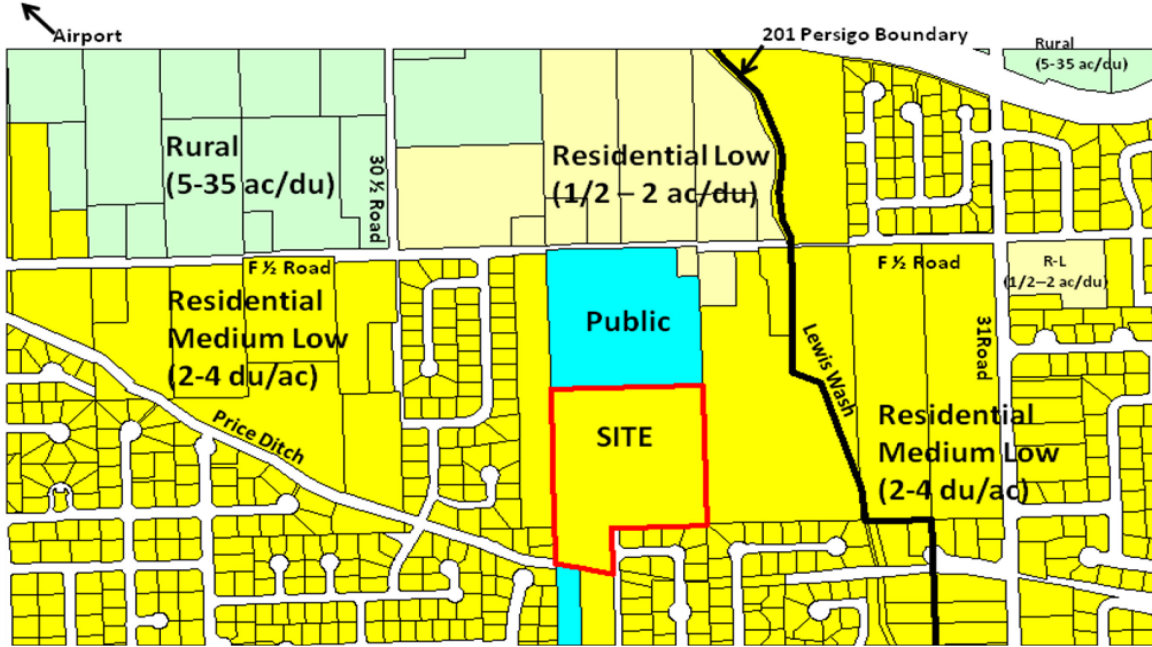 Airport
201 Persigo Boundary
Rural
(5-35 ac/du)
Rural
(5-35 ac/du)
30 ½ Road
Residential Low
(1/2 – 2 ac/du)
F ½ Road
F ½ Road
R-L
(1/2–2 ac/du)
Residential
Medium Low
(2-4 du/ac)
Public
31Road
Lewis Wash
Price Ditch
SITE
Residential
Medium Low
(2-4 du/ac)